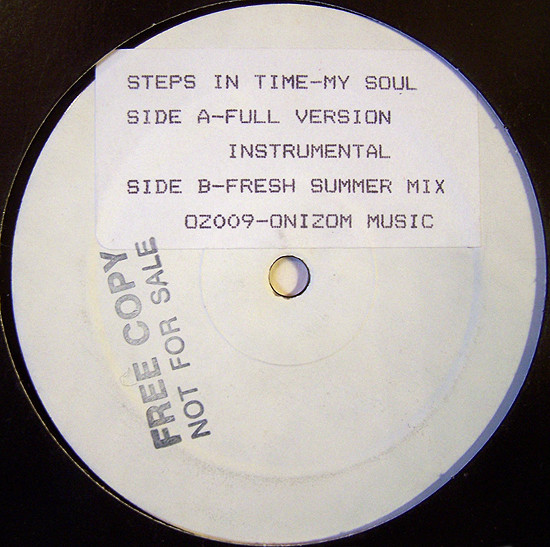 STEPS IN TIME-MY SOUL
SIDE A-FULL VERSION
INSTRUMENTAL
SIDE B-FRESH SUMMER MIX
OZ009-ONIZOM MUSIC
FREE COPY
NOT FOR SALE